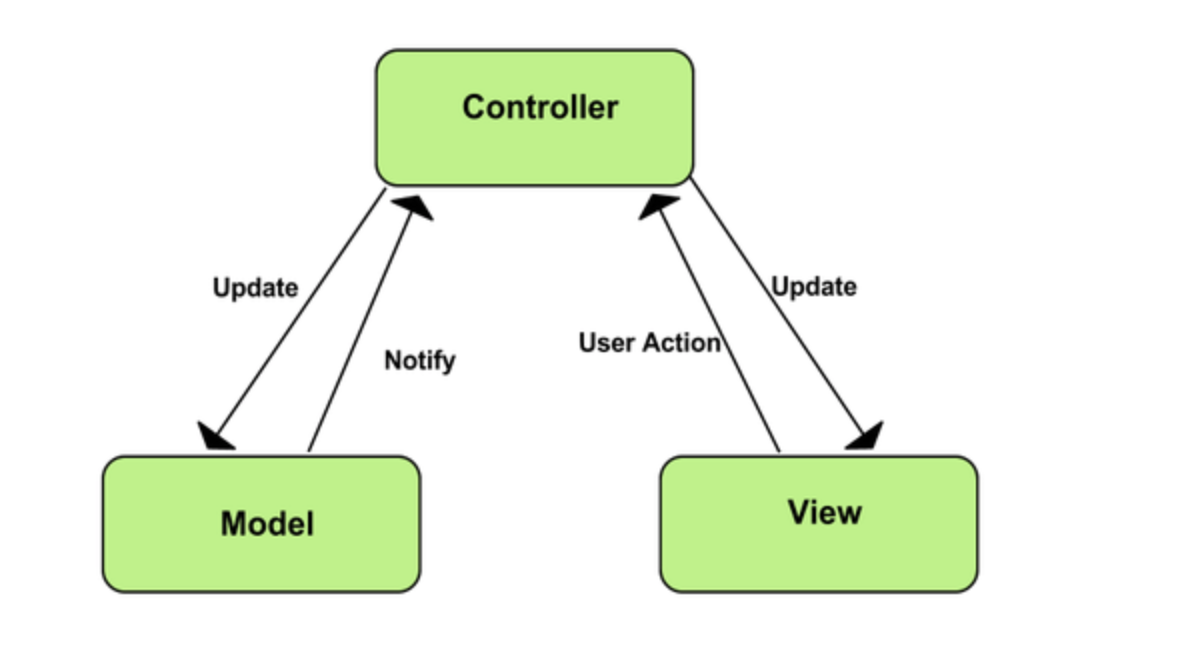 Controller
Update
Update
User Action
Notify
Model
View